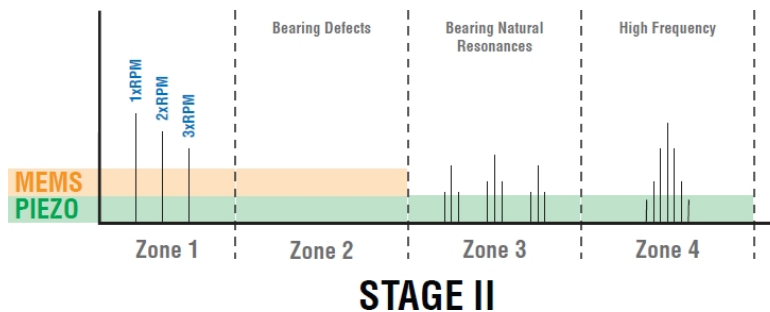 Bearing Defects
Bearing Natural
Resonances
High Frequency
1xRPM
2xRPM
3xRPM
MEMS
PIEZO
Zone 1
Zone 2
Zone 3
Zone 4
STAGE II